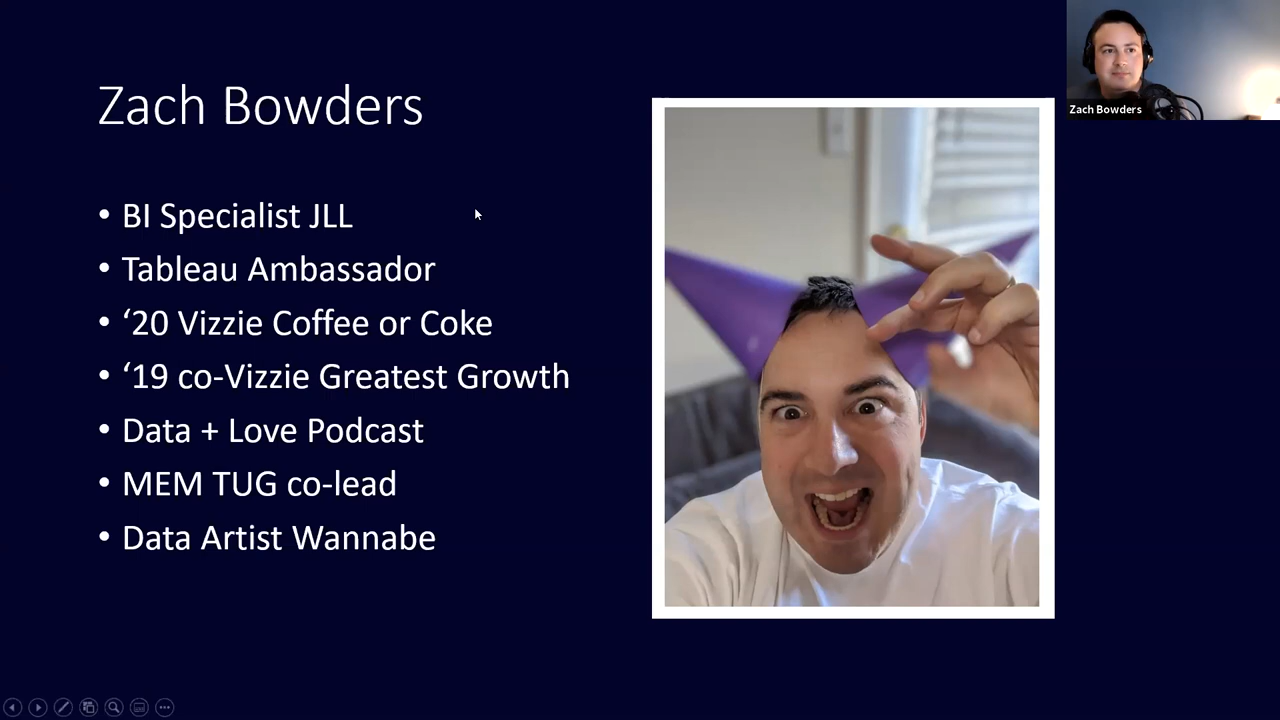 Zach Bowders
• BI Specialist JLL
• Tableau Ambassador
• ‘20 Vizzie Coffee or Coke
• ‘19 co-Vizzie Greatest Growth
• Data + Love Podcast
• MEM TUG co-lead
• Data Artist Wannabe
Zach Bowders